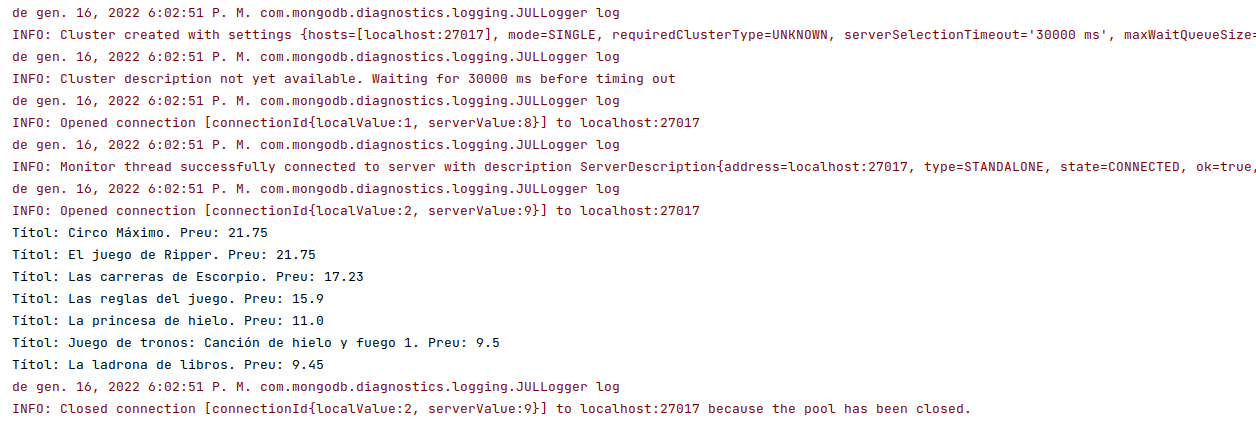 de gen. 16, 2022 6:02:51 P. M. com.mongodb.diagnostics.logging.JULLogger log
INFO: Cluster created with settings {hosts=[localhost:27017], mode=SINGLE, requiredClusterType=UNKNOWN, serverSelectionTimeout='30000 ms', maxWaitQueueSize=
de gen. 16, 2022 6:02:51 P. M. com.mongodb.diagnostics.logging.JULLogger log
INFO: Cluster description not yet available. Waiting for 30000 ms before timing out
de gen. 16, 2022 6:02:51 P. M. com.mongodb.diagnostics.logging.JULLogger log
INFO: Opened connection [connectionId{localValue:1, serverValue:8}] to localhost:27017
de gen. 16, 2022 6:02:51 P. M. com.mongodb.diagnostics.logging.JULLogger log
INFO: Monitor thread successfully connected to server with description ServerDescription{address=localhost:27017, type=STANDALONE, state=CONNECTED, ok=true,
de gen. 16, 2022 6:02:51 P. M. com.mongodb.diagnostics.logging.JULLogger log
INFO: Opened connection [connectionId{localValue:2, serverValue:9}] to localhost:27017
Títol: Circo Máximo. Preu: 21.75
Títol: El juego de Ripper. Preu: 21.75
Títol: Las carreras de Escorpio. Preu: 17.23
Títol: Las reglas del juego. Preu: 15.9
Títol: La princesa de hielo. Preu: 11.0
Títol: Juego de tronos: Canción de hielo y fuego 1. Preu: 9.5
Títol: La ladrona de libros. Preu: 9.45
de gen. 16, 2022 6:02:51 P. M. com.mongodb.diagnostics.logging.JULLogger log
INFO: Closed connection [connectionId{localValue:2, serverValue:9}] to localhost:27017 because the pool has been closed.